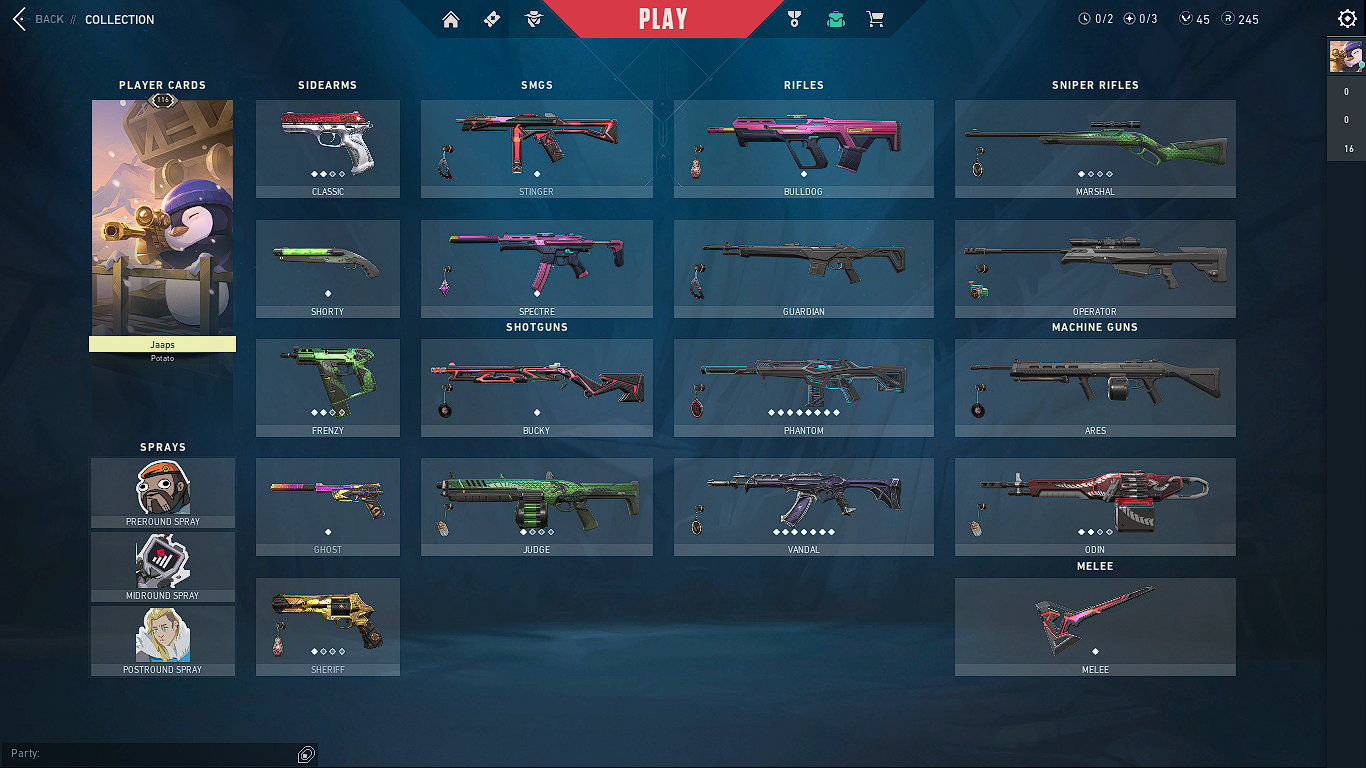 BACK // COLLECTION
PLAY
0/2 0/3 45 R 245
PLAYER CARDS
SIDEARMS
SMGS
RIFLES
SNIPER RIFLES
116
CLASSIC
STINGER
BULLDOG
MARSHAL
0
0
16
SHORTY
SPECTRE
GUARDIAN
OPERATOR
SHOTGUNS
MACHINE GUNS
Jaaps
Potato
FRENZY
BUCKY
PHANTOM
ARES
SPRAYS
PREROUND SPRAY
GHOST
JUDGE
VANDAL
ODIN
MELEE
MIDROUND SPRAY
POSTROUND SPRAY
SHERIFF
MELEE
Party: